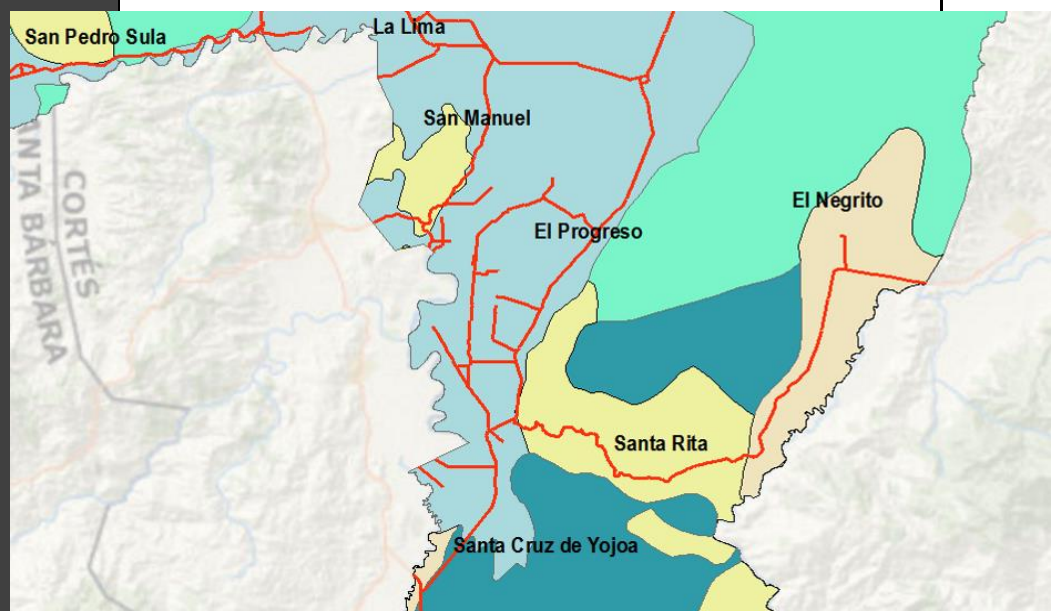 San Pedro Sula
La Lima
San Manuel
CORTÉS
ANTA BÁRBARA
El Negrito
El Progreso
Santa Rita
Santa Cruz de Yojoa